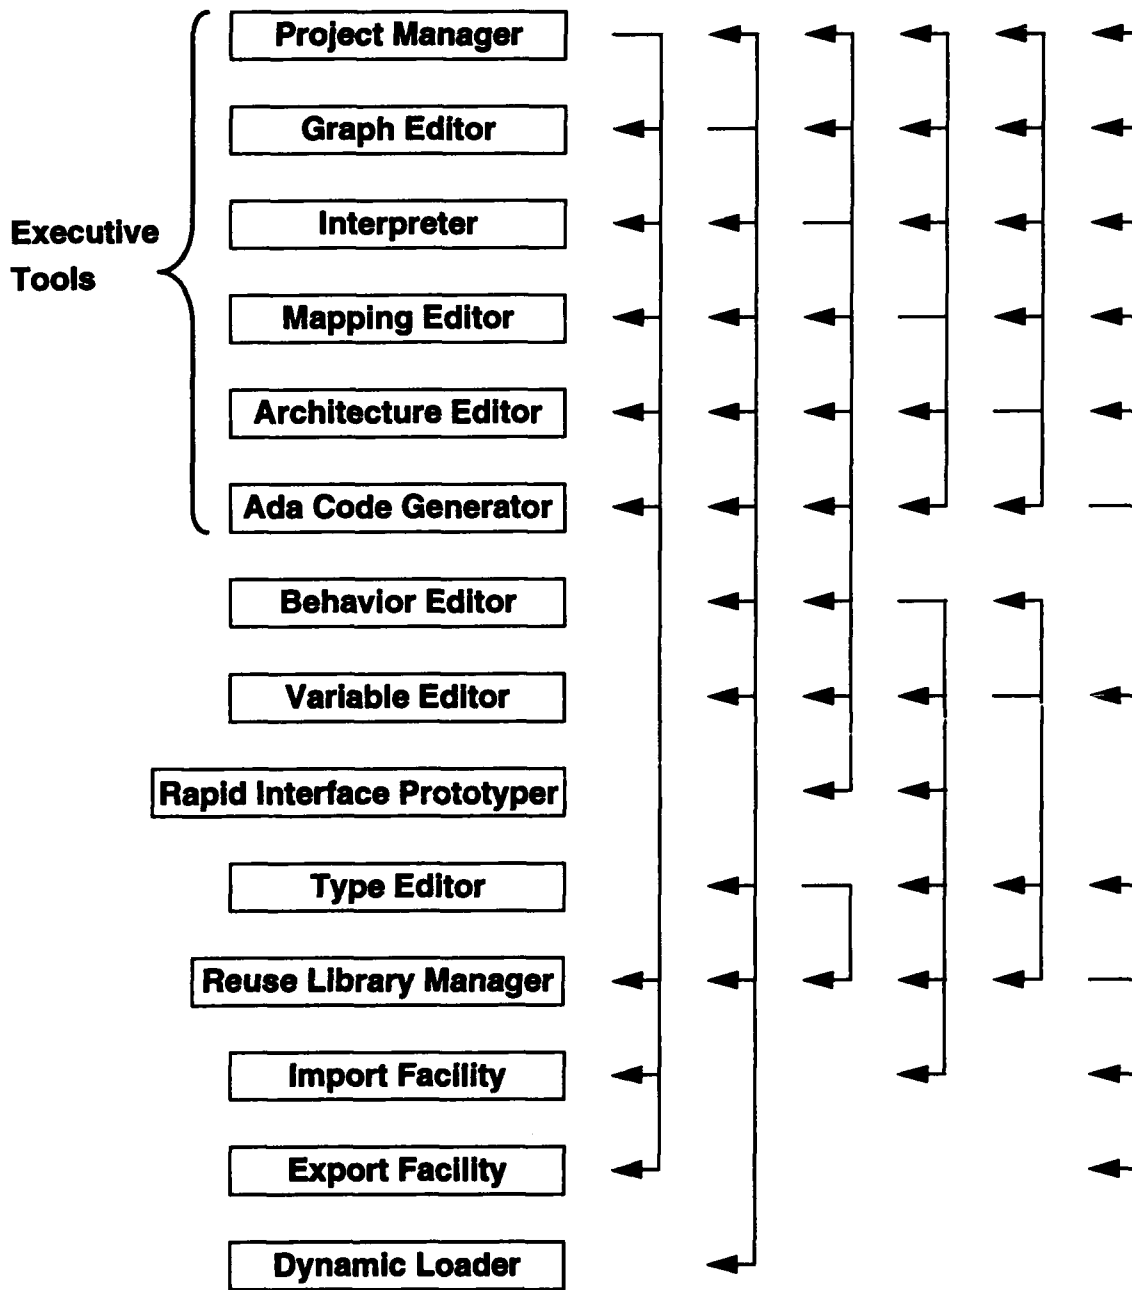 Project Manager
Graph Editor
Interpreter
Executive
Tools
Mapping Editor
Architecture Editor
Ada Code Generator
Behavior Editor
Variable Editor
Rapid Interface Prototyper
Type Editor
Reuse Library Manager
Import Facility
Export Facility
Dynamic Loader